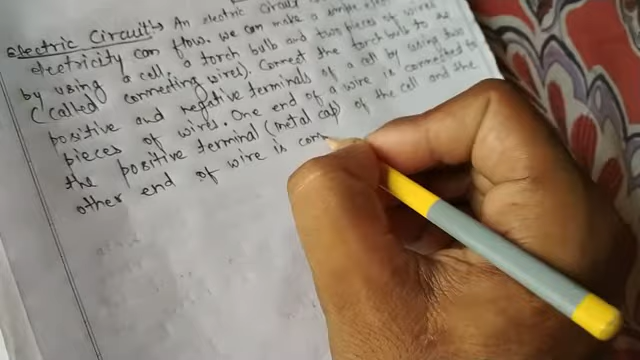 Electric Circuit:→ An electric circuit
electricity can flow. we can make a simple
by using a cell, a torch bulb and two pieces of wires
(called connecting wires). Connect the torch bulb to the
positive and negative terminals of a cell by using two
pieces of wires. One end of a wire is connected to
the positive terminal (metal cap) of the cell and the
other end of wire is con